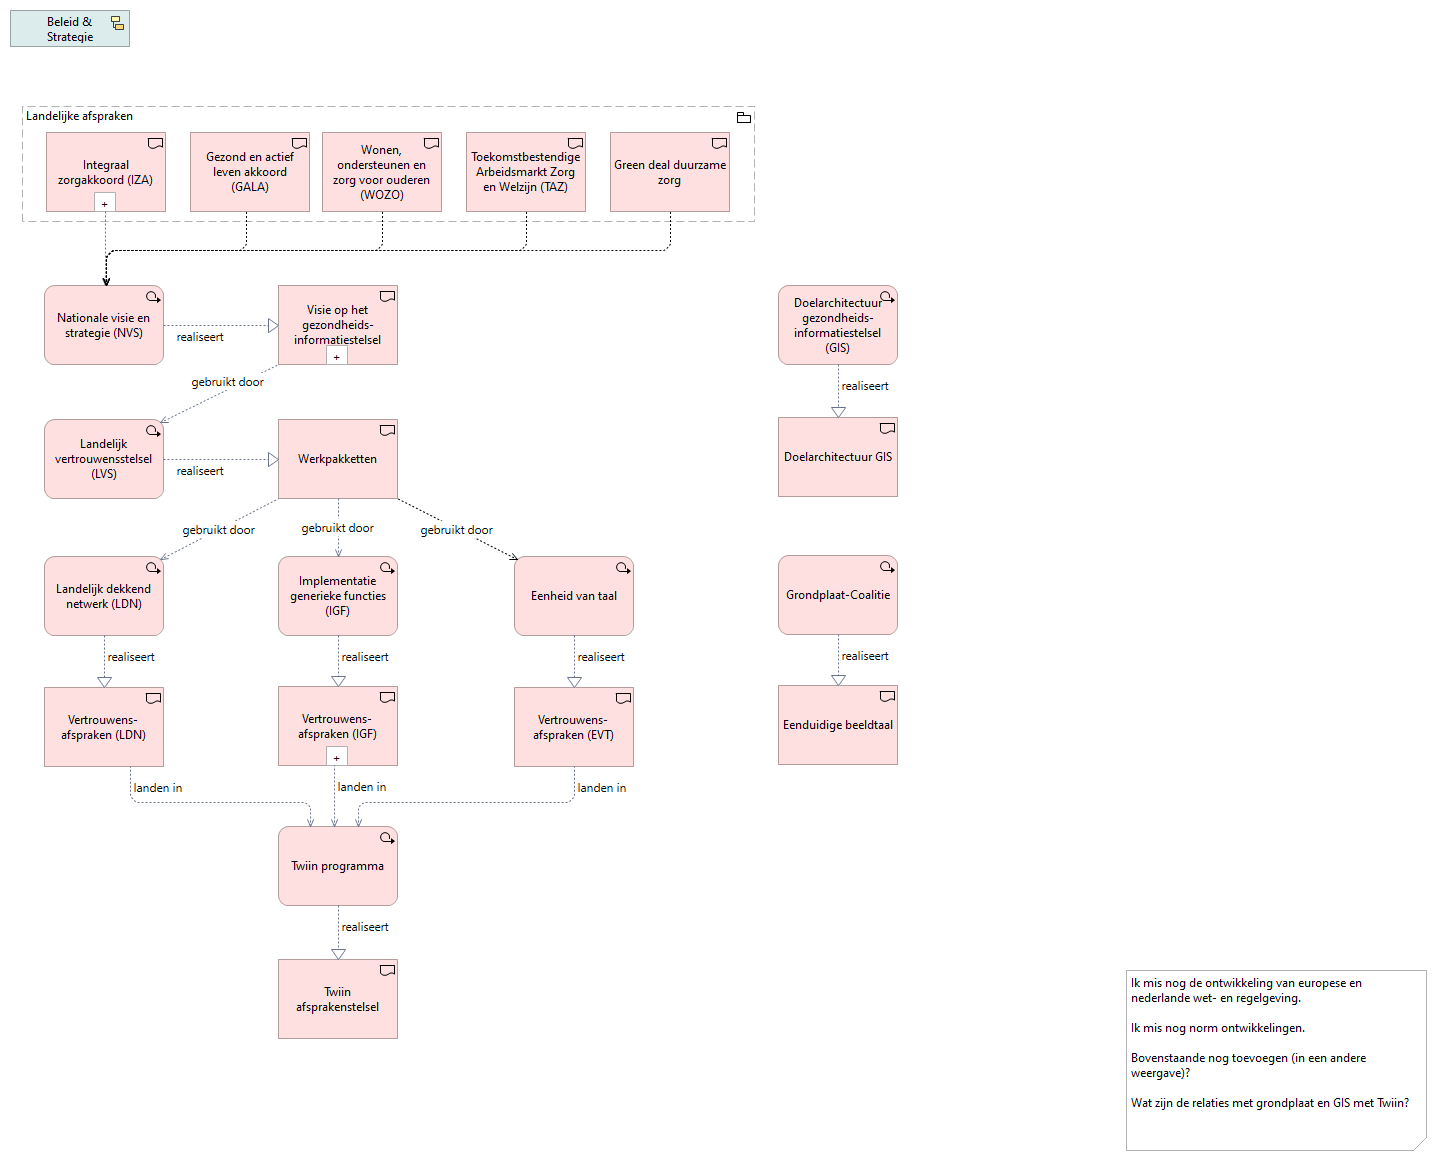 Beleid &
Strategie
Landelijke afspraken
Integraal
zorgakkoord (IZA)
+
Gezond en actief
leven akkoord
(GALA)
Wonen,
ondersteunen en
zorg voor ouderen
(WOZO)
Toekomstbestendige
Arbeidsmarkt Zorg
en Welzijn (TAZ)
Green deal duurzame
zorg
Nationale visie en
strategie (NVS)
realiseert
Visie op het
gezondheids-
informatiestelsel
+
Doelarchitectuur
gezondheids-
informatiestelsel
(GIS)
gebruikt door
realiseert
Landelijk
vertrouwensstelsel
(LVS)
realiseert
Werkpakketten
Doelarchitectuur GIS
gebruikt door
gebruikt door
gebruikt door
Landelijk dekkend
netwerk (LDN)
Implementatie
generieke functies
(IGF)
Eenheid van taal
Grondplaat-Coalitie
realiseert
realiseert
realiseert
realiseert
Vertrouwens-
afspraken (LDN)
Vertrouwens-
afspraken (IGF)
+
Vertrouwens-
afspraken (EVT)
Eenduidige beeldtaal
landen in
landen in
landen in
Twiin programma
realiseert
Twiin
afsprakenstelsel
Ik mis nog de ontwikkeling van europese en
nederlande wet- en regelgeving.
Ik mis nog norm ontwikkelingen.
Bovenstaande nog toevoegen (in een andere
weergave)?
Wat zijn de relaties met grondplaat en GIS met Twiin?